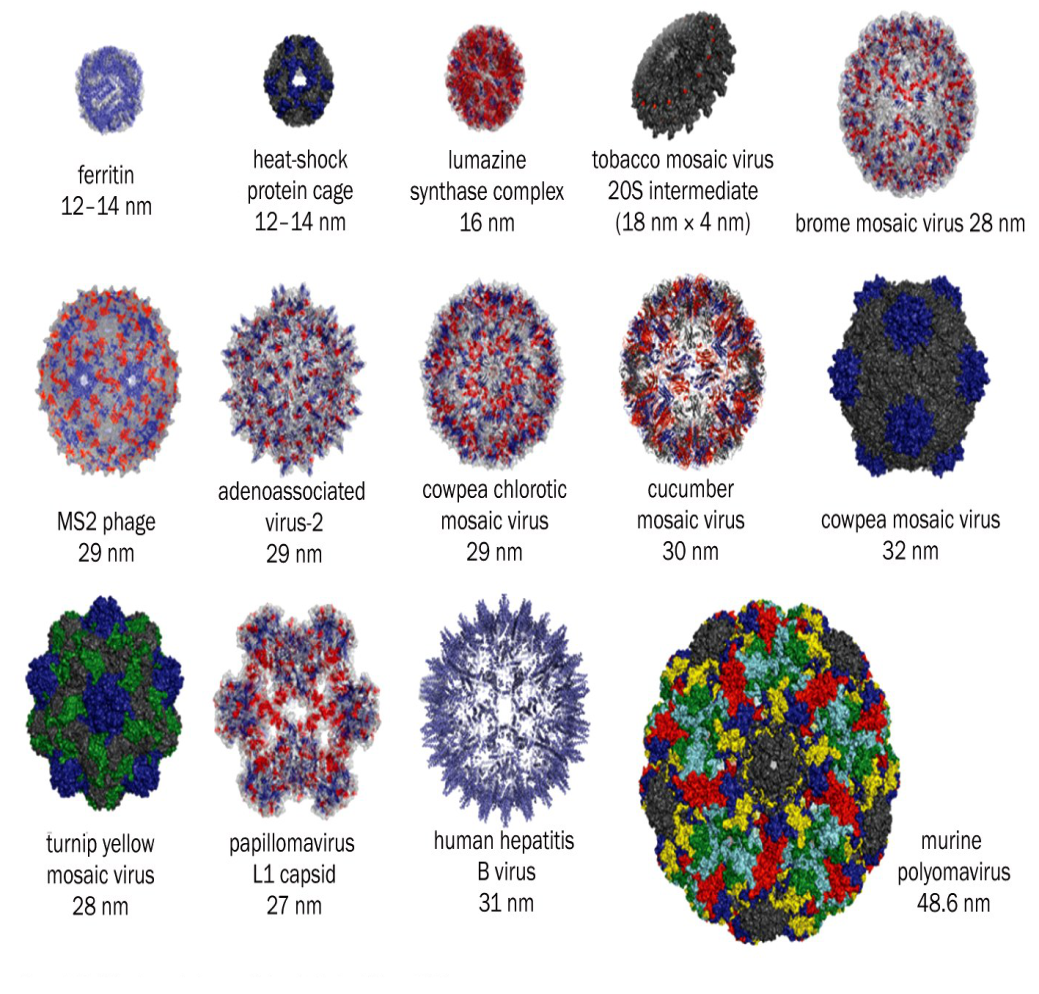 ferritin
12–14 nm
heat-shock
protein cage
12–14 nm
lumazine
synthase complex
16 nm
tobacco mosaic virus
20S intermediate
(18 nm × 4 nm)
brome mosaic virus 28 nm
MS2 phage
29 nm
adenoassociated
virus-2
29 nm
cowpea chlorotic
mosaic virus
29 nm
cucumber
mosaic virus
30 nm
cowpea mosaic virus
32 nm
turnip yellow
mosaic virus
28 nm
papillomavirus
L1 capsid
27 nm
human hepatitis
B virus
31 nm
murine
polyomavirus
48.6 nm